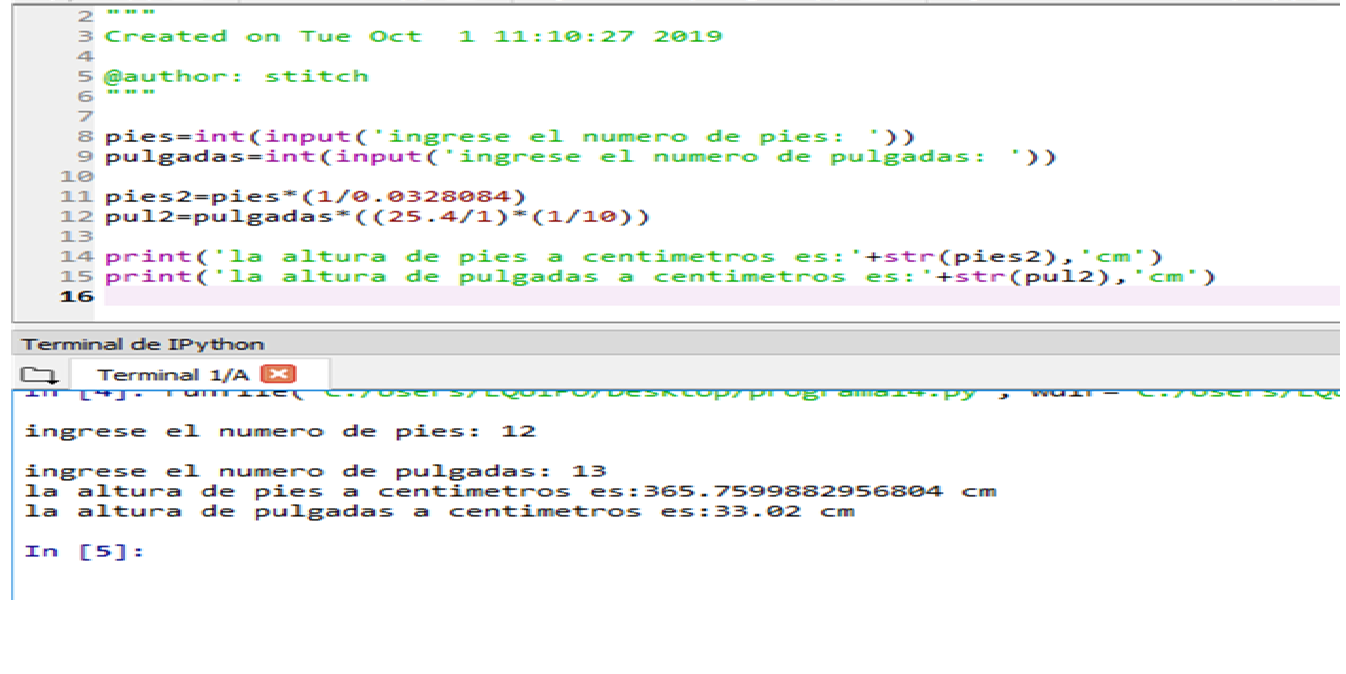 2 """
3 Created on Tue Oct  1 11:10:27 2019
4
5 @author: stitch
6 """
7
8 pies=int(input('ingrese el numero de pies: '))
9 pulgadas=int(input('ingrese el numero de pulgadas: '))
10
11 pies2=pies*(1/0.0328084)
12 pul2=pulgadas*((25.4/1)*(1/10))
13
14 print('la altura de pies a centimetros es:'+str(pies2),'cm')
15 print('la altura de pulgadas a centimetros es:'+str(pul2),'cm')
16
Terminal de IPython
Terminal 1/A
In [4]: runfile('C:/Users/EQUIPO/Desktop/programa14.py', wdir='C:/Users/EQU
ingrese el numero de pies: 12
ingrese el numero de pulgadas: 13
la altura de pies a centimetros es:365.7599882956804 cm
la altura de pulgadas a centimetros es:33.02 cm
In [5]: